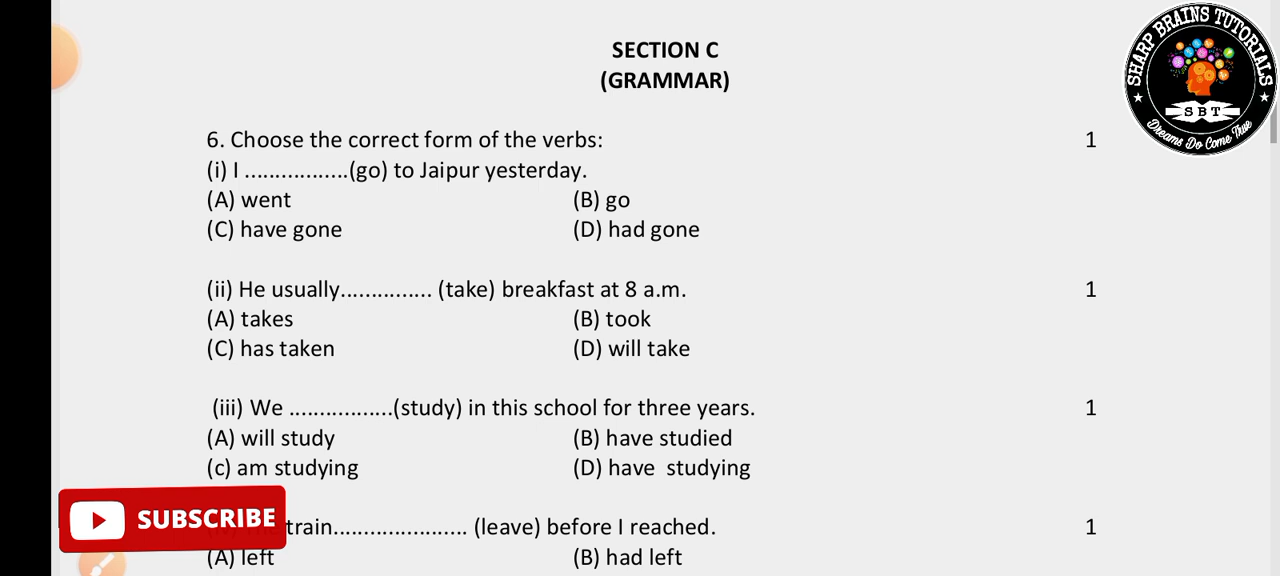 SECTION C
(GRAMMAR)
SHARP BRAINS TUTORIALS
SBT
Dreams Do Come True
6. Choose the correct form of the verbs: 1
(i) I .................(go) to Jaipur yesterday.
(A) went (B) go
(C) have gone (D) had gone
(ii) He usually............... (take) breakfast at 8 a.m. 1
(A) takes (B) took
(C) has taken (D) will take
(iii) We .................(study) in this school for three years. 1
(A) will study (B) have studied
(c) am studying (D) have  studying
SUBSCRIBE
train...................... (leave) before I reached. 1
(A) left (B) had left